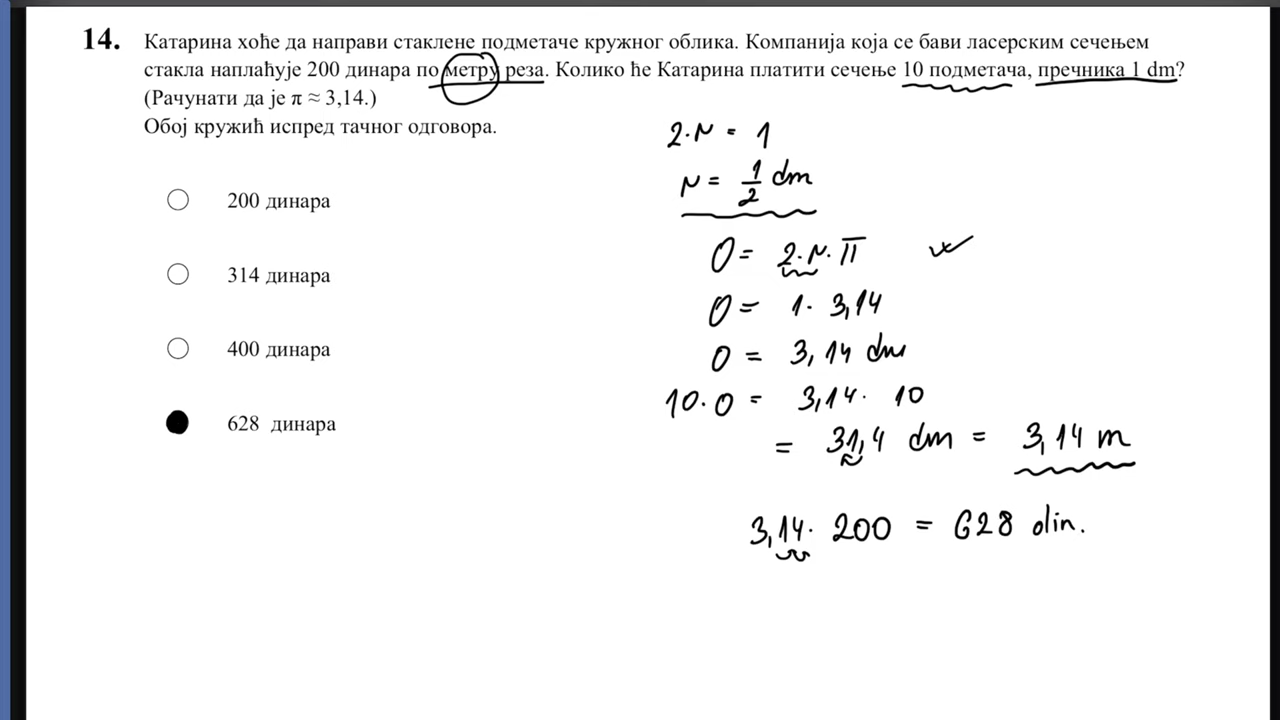 14. Катарина хоће да направи стаклене подметаче кружног облика. Компанија која се бави ласерским сечењем
стакла наплаћује 200 динара по метру реза. Колико ће Катарина платити сечење 10 подметача, пречника 1 dm?
(Рачунати да је π ≈ 3,14.)
Обој кружић испред тачног одговора.
2·r = 1
r = 1/2 dm
200 динара
O = 2·r·π
314 динара
O = 1· 3,14
400 динара
O = 3,14 dm
10·O = 3,14· 10
628 динара
= 31,4 dm = 3,14 m
3,14· 200 = 628 din.